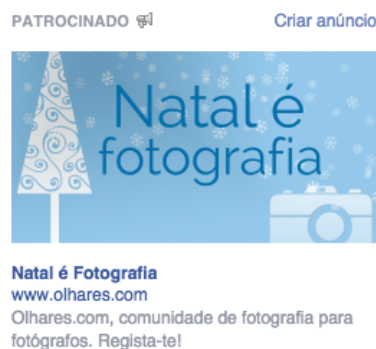 PATROCINADO Criar anúncio
Natal é
fotografia
Natal é Fotografia
www.olhares.com
Olhares.com, comunidade de fotografia para
fotógrafos. Regista-te!